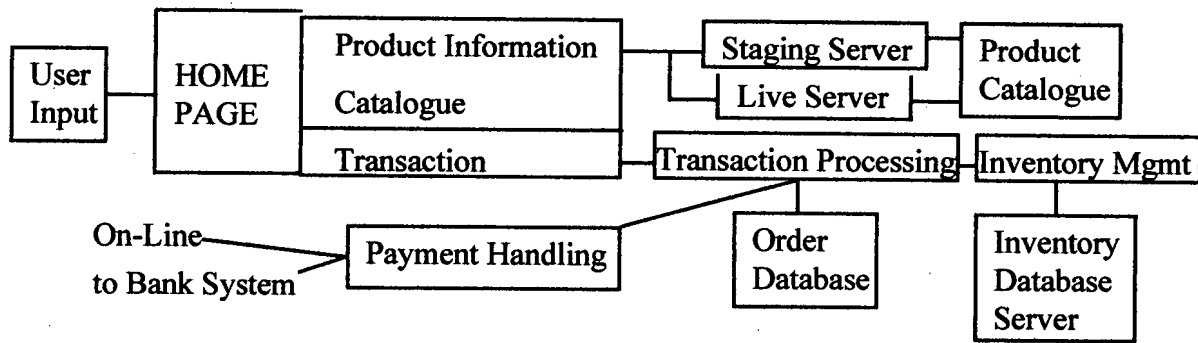 User
Input
HOME
PAGE
Product Information
Catalogue
Transaction
Staging Server
Live Server
Product
Catalogue
Transaction Processing
Inventory Mgmt
On-Line
to Bank System
Payment Handling
Order
Database
Inventory
Database
Server